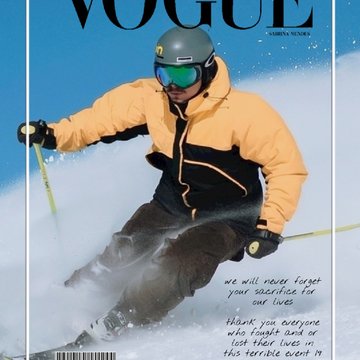 VOGUE
- SABRINA MENDES
we will never forget
your sacrifice for
our lives
thank you everyone
who fought and or
lost their lives in
this terrible event 19